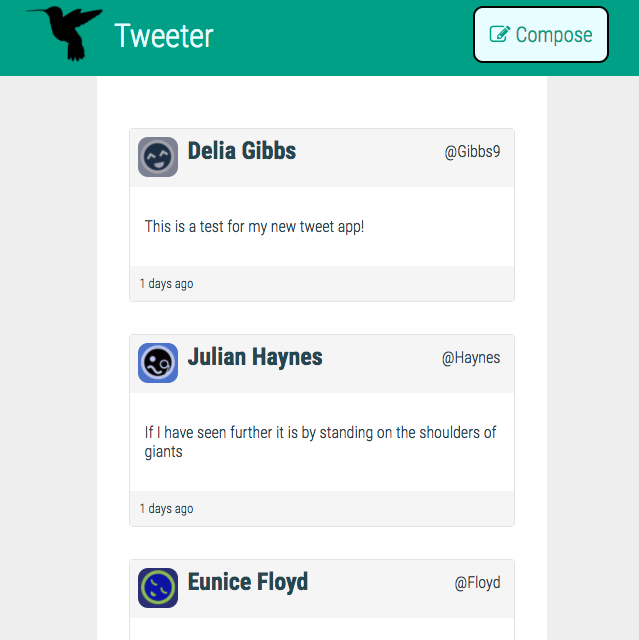 Tweeter
Compose
Delia Gibbs
@Gibbs9
This is a test for my new tweet app!
1 days ago
Julian Haynes
@Haynes
If I have seen further it is by standing on the shoulders of
giants
1 days ago
Eunice Floyd
@Floyd